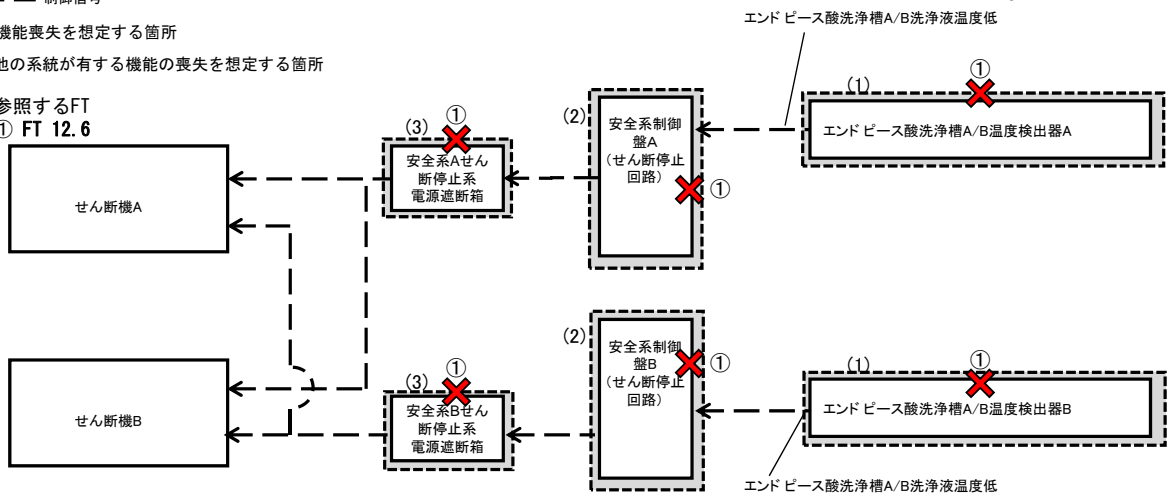 制御信号
機能喪失を想定する箇所
他の系統が有する機能の喪失を想定する箇所
参照するFT
① FT 12.6
エンドピース酸洗浄槽A/B洗浄液温度低
(1)
①
エンドピース酸洗浄槽A/B温度検出器A
(2)
安全系制御
盤A
(せん断停止
回路)
①
(3)
①
安全系Aせん
断停止系
電源遮断箱
せん断機A
(1)
①
エンドピース酸洗浄槽A/B温度検出器B
(2)
安全系制御
盤B
(せん断停止
回路)
①
(3)
①
安全系Bせん
断停止系
電源遮断箱
せん断機B
エンドピース酸洗浄槽A/B洗浄液温度低